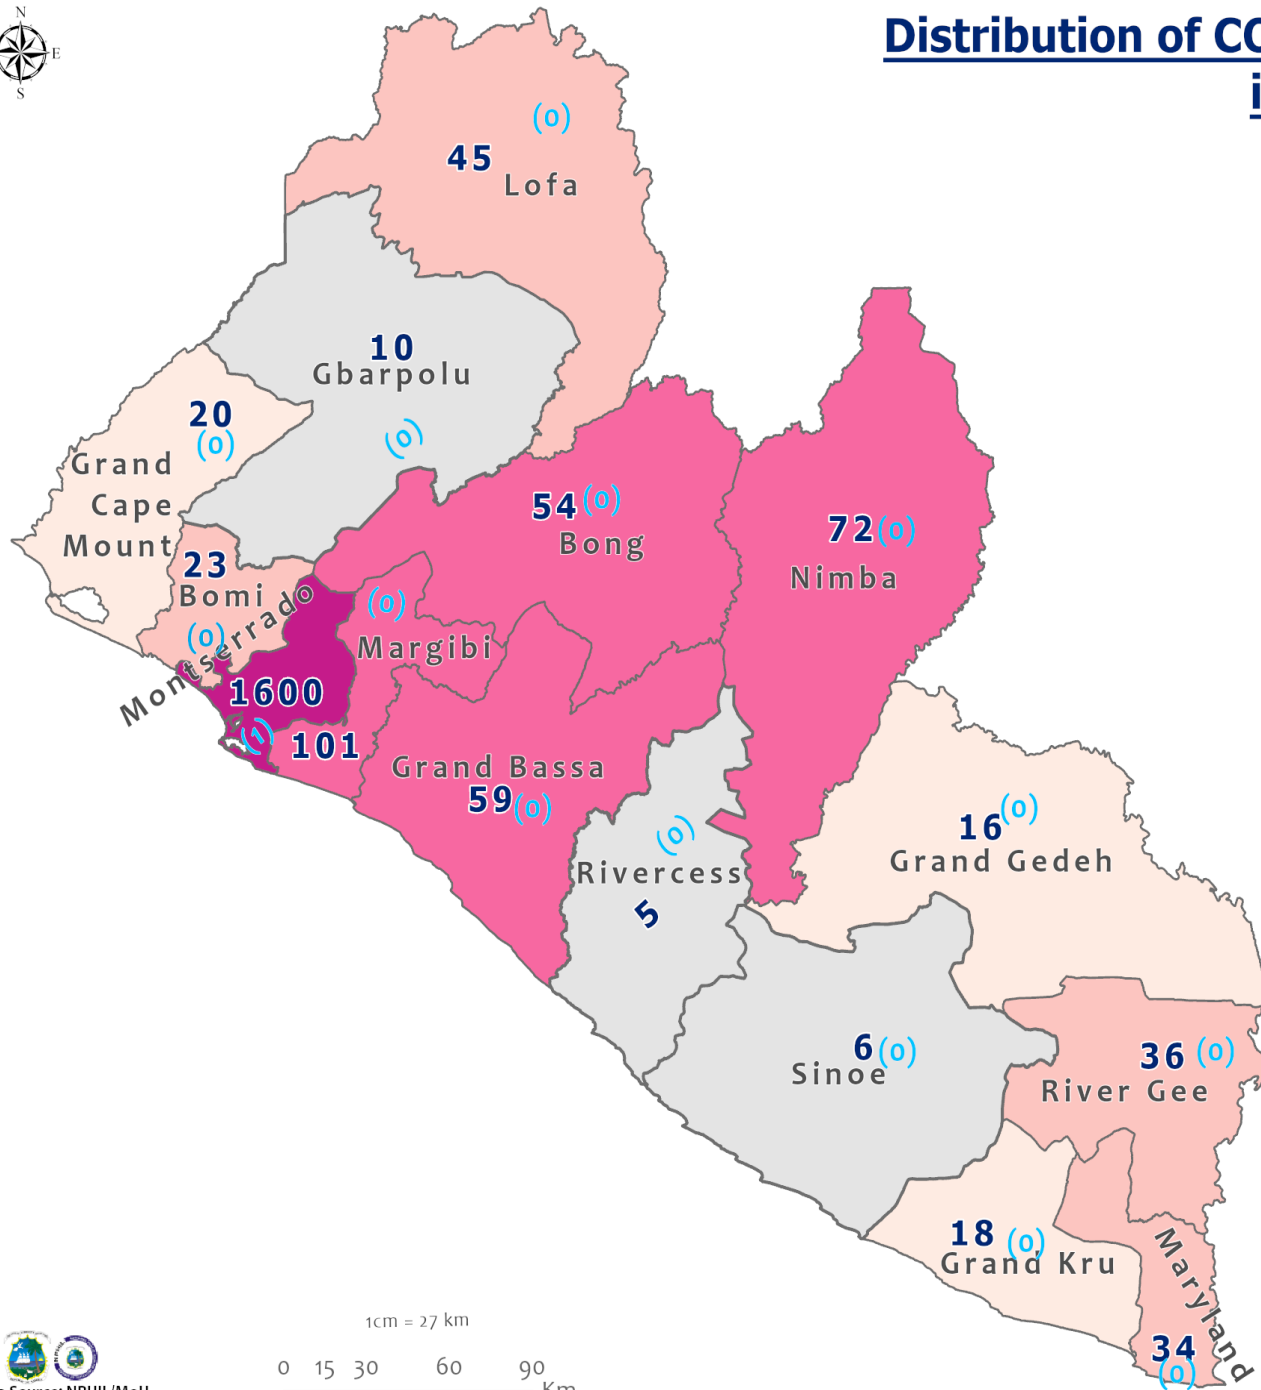 N
E
S
Distribution of CO
i
(0)
45
Lofa
10
Gbarpolu
(0)
20
(0)
Grand
Cape
Mount
54 (0)
Bong
72 (0)
Nimba
23
Bomi
(0)
Montserrado
1600
(1)
(0)
Margibi
101
Grand Bassa
59 (0)
(0)
Rivercess
5
(0)
16
Grand Gedeh
6 (0)
Sinoe
36 (0)
River Gee
18 (0)
Grand Kru
Maryland
34
(0)
1cm = 27 km
0 15 30 60 90
Km